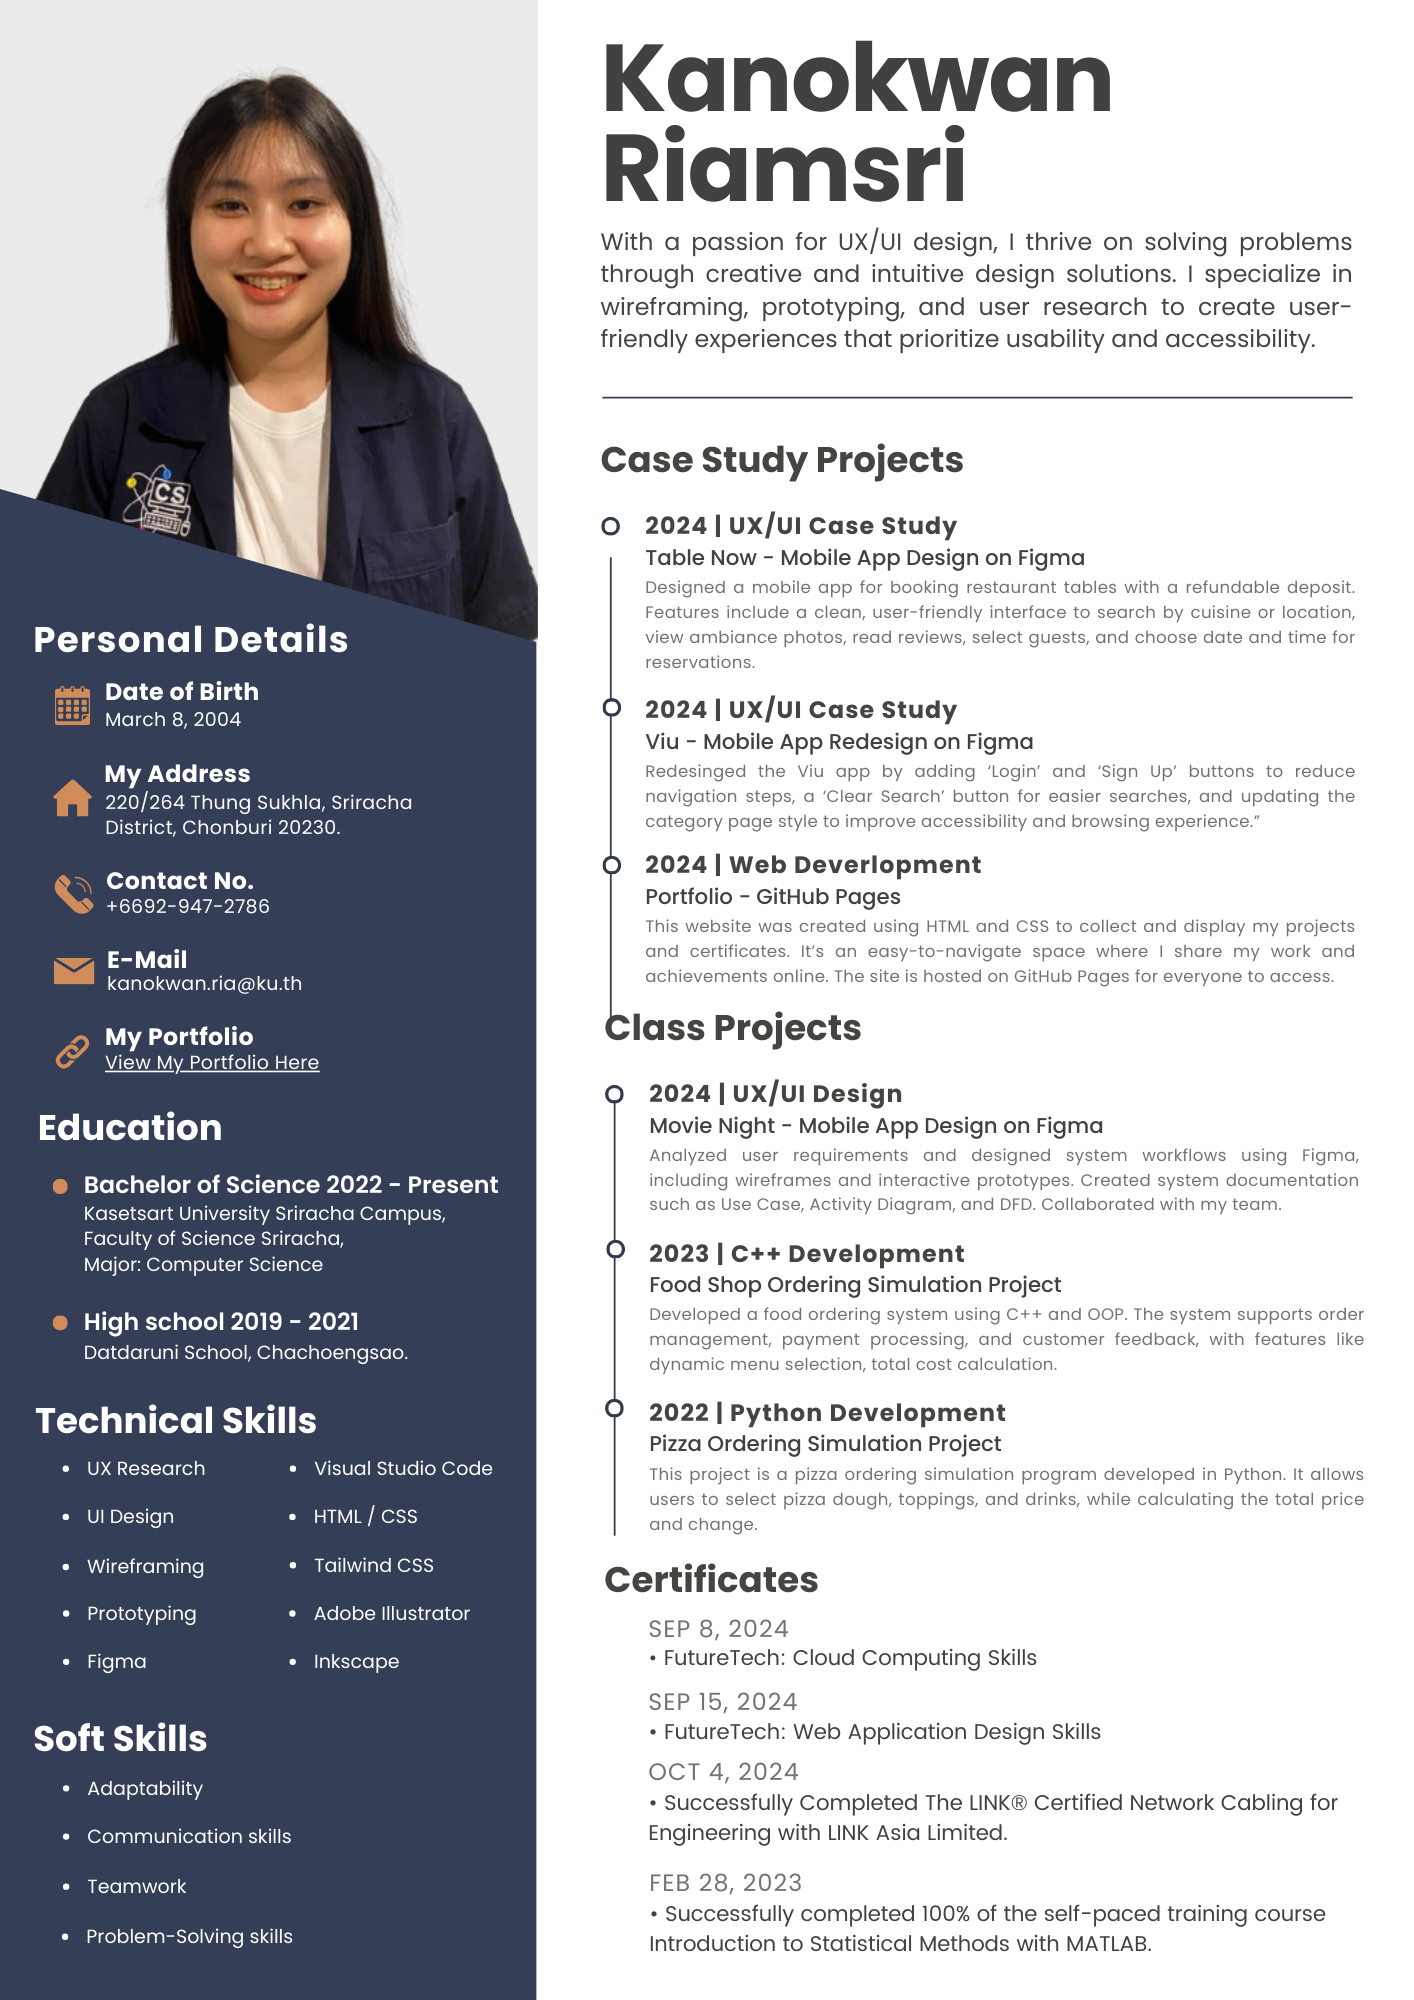 Kanokwan
Riamsri
With a passion for UX/UI design, I thrive on solving problems
through creative and intuitive design solutions. I specialize in
wireframing, prototyping, and user research to create user-
friendly experiences that prioritize usability and accessibility.
CS
Personal Details
Date of Birth
March 8, 2004
My Address
220/264 Thung Sukhla, Sriracha
District, Chonburi 20230.
Contact No.
+6692-947-2786
E-Mail
kanokwan.ria@ku.th
My Portfolio
View My Portfolio Here
Education
Bachelor of Science 2022 - Present
Kasetsart University Sriracha Campus,
Faculty of Science Sriracha,
Major: Computer Science
High school 2019 - 2021
Datdaruni School, Chachoengsao.
Technical Skills
• UX Research
• UI Design
• Wireframing
• Prototyping
• Figma
• Visual Studio Code
• HTML / CSS
• Tailwind CSS
• Adobe Illustrator
• Inkscape
Soft Skills
• Adaptability
• Communication skills
• Teamwork
• Problem-Solving skills
Case Study Projects
2024 | UX/UI Case Study
Table Now - Mobile App Design on Figma
Designed a mobile app for booking restaurant tables with a refundable deposit.
Features include a clean, user-friendly interface to search by cuisine or location,
view ambiance photos, read reviews, select guests, and choose date and time for
reservations.
2024 | UX/UI Case Study
Viu - Mobile App Redesign on Figma
Redesinged the Viu app by adding ‘Login’ and ‘Sign Up’ buttons to reduce
navigation steps, a ‘Clear Search’ button for easier searches, and updating the
category page style to improve accessibility and browsing experience.”
2024 | Web Deverlopment
Portfolio - GitHub Pages
This website was created using HTML and CSS to collect and display my projects
and certificates. It’s an easy-to-navigate space where I share my work and
achievements online. The site is hosted on GitHub Pages for everyone to access.
Class Projects
2024 | UX/UI Design
Movie Night - Mobile App Design on Figma
Analyzed user requirements and designed system workflows using Figma,
including wireframes and interactive prototypes. Created system documentation
such as Use Case, Activity Diagram, and DFD. Collaborated with my team.
2023 | C++ Development
Food Shop Ordering Simulation Project
Developed a food ordering system using C++ and OOP. The system supports order
management, payment processing, and customer feedback, with features like
dynamic menu selection, total cost calculation.
2022 | Python Development
Pizza Ordering Simulation Project
This project is a pizza ordering simulation program developed in Python. It allows
users to select pizza dough, toppings, and drinks, while calculating the total price
and change.
Certificates
SEP 8, 2024
• FutureTech: Cloud Computing Skills
SEP 15, 2024
• FutureTech: Web Application Design Skills
OCT 4, 2024
• Successfully Completed The LINK® Certified Network Cabling for
Engineering with LINK Asia Limited.
FEB 28, 2023
• Successfully completed 100% of the self-paced training course
Introduction to Statistical Methods with MATLAB.